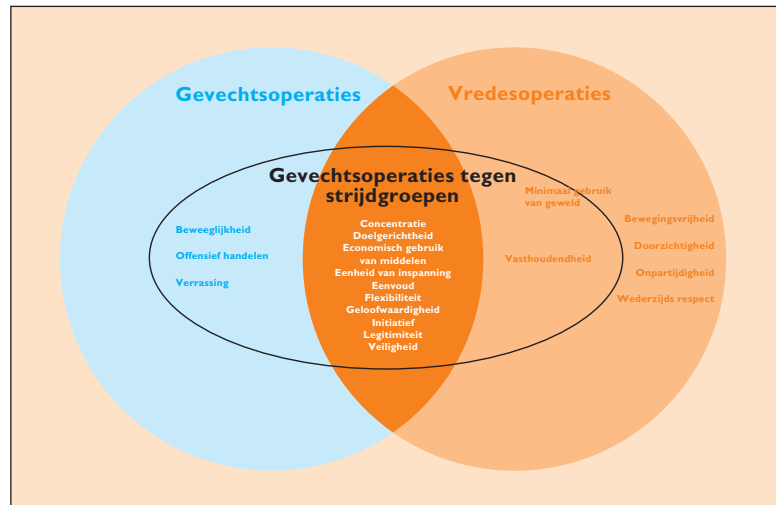 Gevechtsoperaties
Vredesoperaties
Gevechtsoperaties tegen
strijdgroepen
Beweeglijkheid
Offensief handelen
Verrassing
Concentratie
Doelgerichtheid
Economisch gebruik
van middelen
Eenheid van inspanning
Eenvoud
Flexibiliteit
Geloofwaardigheid
Initiatief
Legitimiteit
Veiligheid
Minimaal gebruik
van geweld
Vasthoudendheid
Bewegingsvrijheid
Doorzichtigheid
Onpartijdigheid
Wederzijds respect